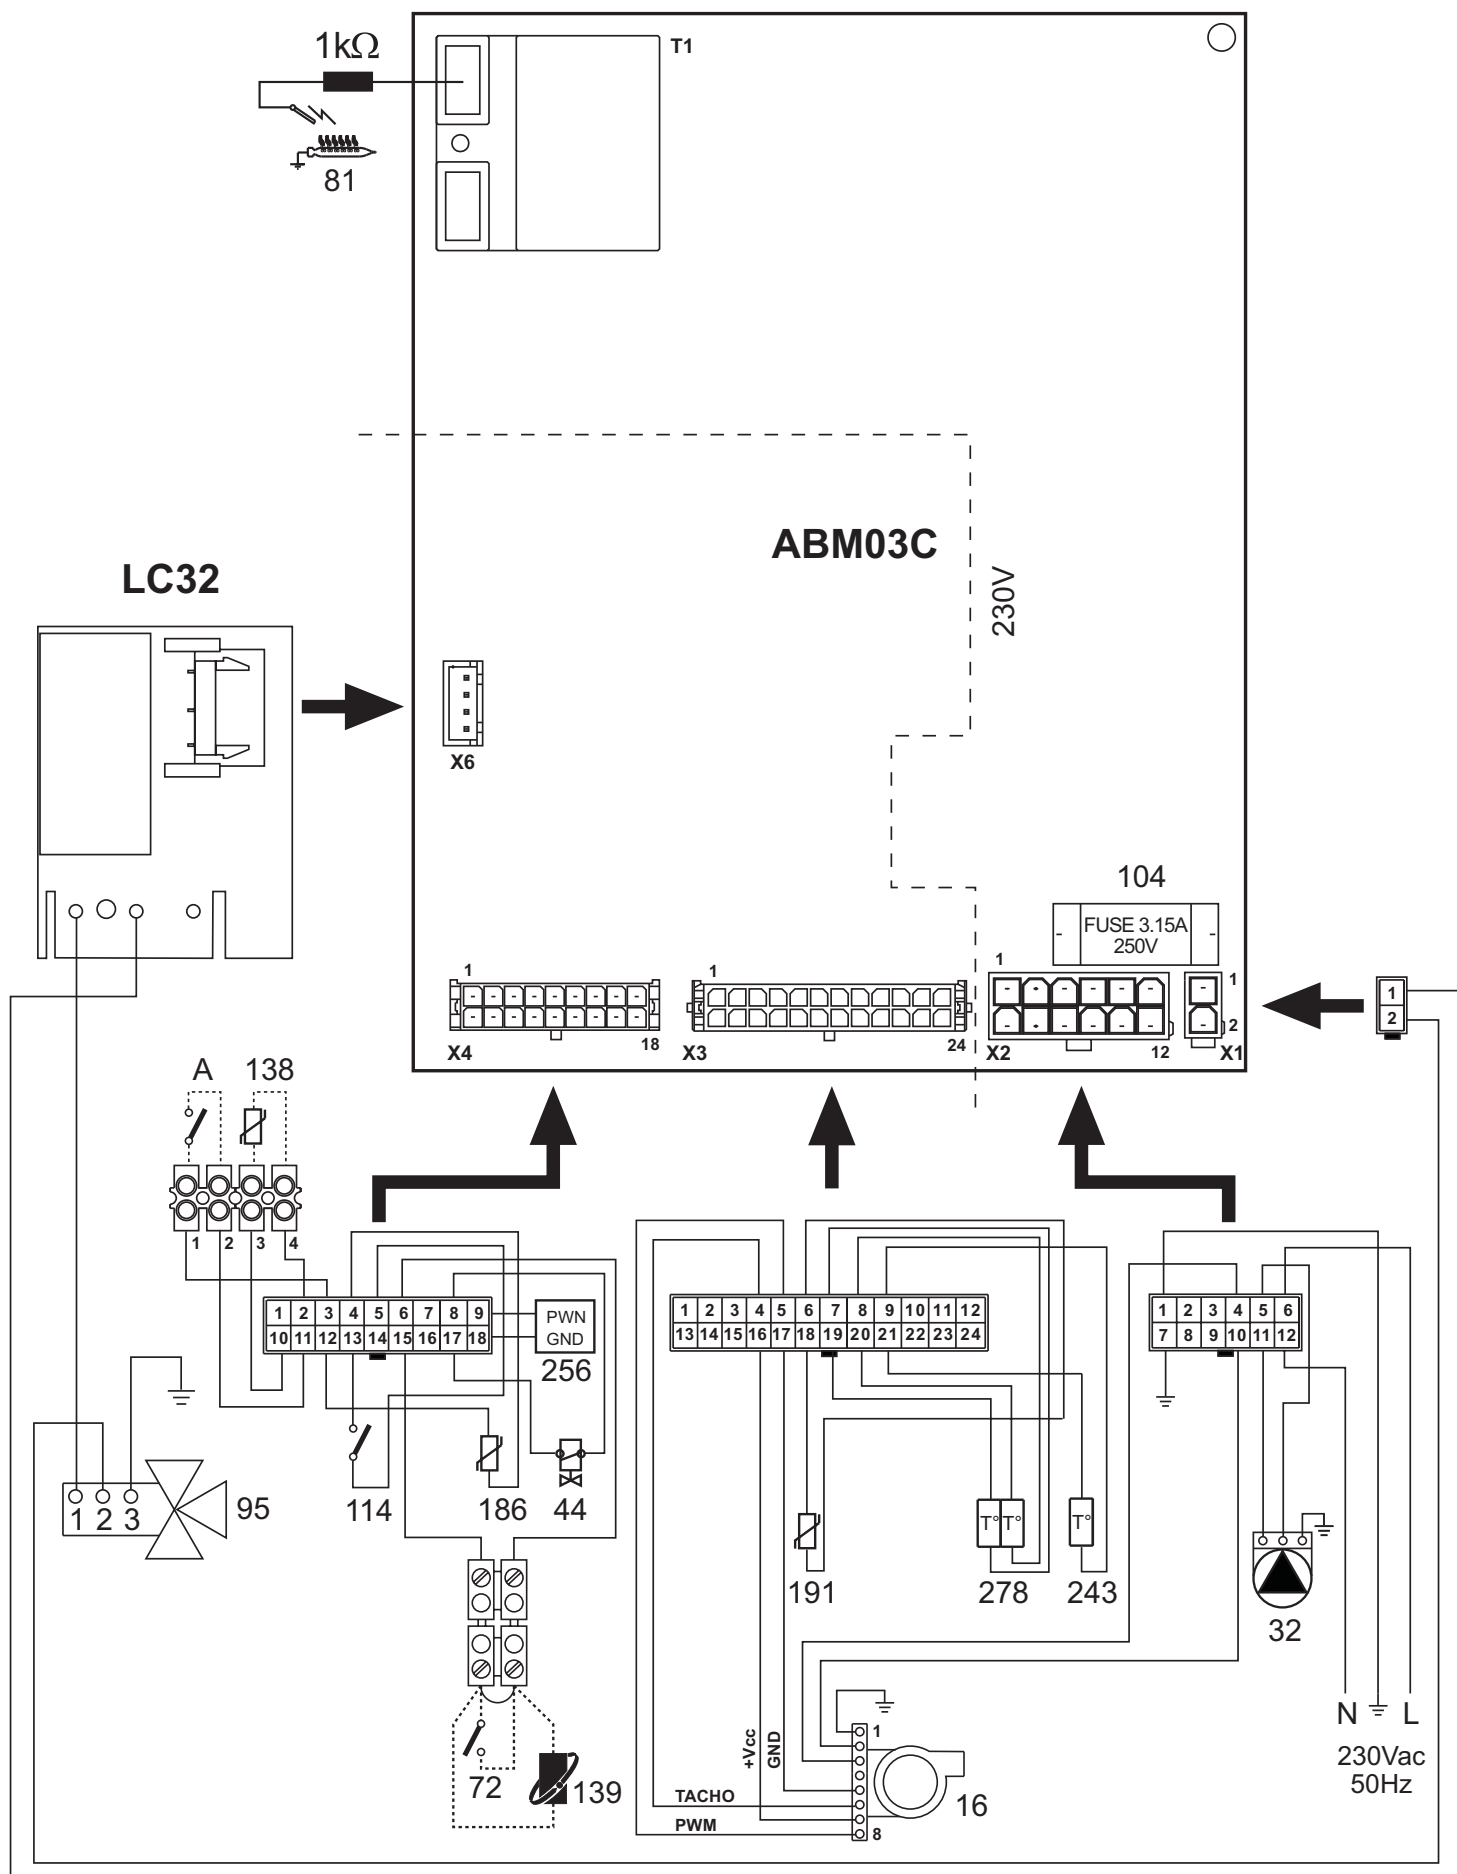 1kΩ
T1
81
ABM03C
230V
LC32
X6
104
FUSE 3.15A
250V
1
1
1
1
2
X4
18
X3
24
X2
12
X1
1
2
A
138
1
2
3
4
1 2 3 4 5 6 7 8 9
10 11 12 13 14 15 16 17 18
PWN
GND
256
1 2 3 4 5 6 7 8 9 10 11 12
13 14 15 16 17 18 19 20 21 22 23 24
1 2 3 4 5 6
7 8 9 10 11 12
1 2 3
95
114
186
44
191
278
T°
T°
243
T°
32
72
139
+Vcc
GND
TACHO
PWM
1
8
16
N
L
230Vac
50Hz